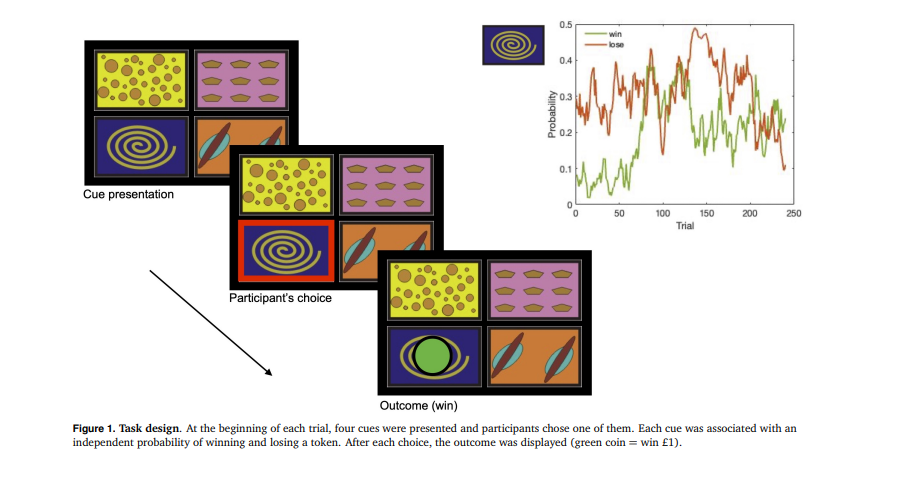 Cue presentation
Participant's choice
Outcome (win)
0.5
0.4
0.3
0.2
0.1
0
Probability
win
lose
0 50 100 150 200 250
Trial
Figure 1. Task design. At the beginning of each trial, four cues were presented and participants chose one of them. Each cue was associated with an
independent probability of winning and losing a token. After each choice, the outcome was displayed (green coin = win £1).